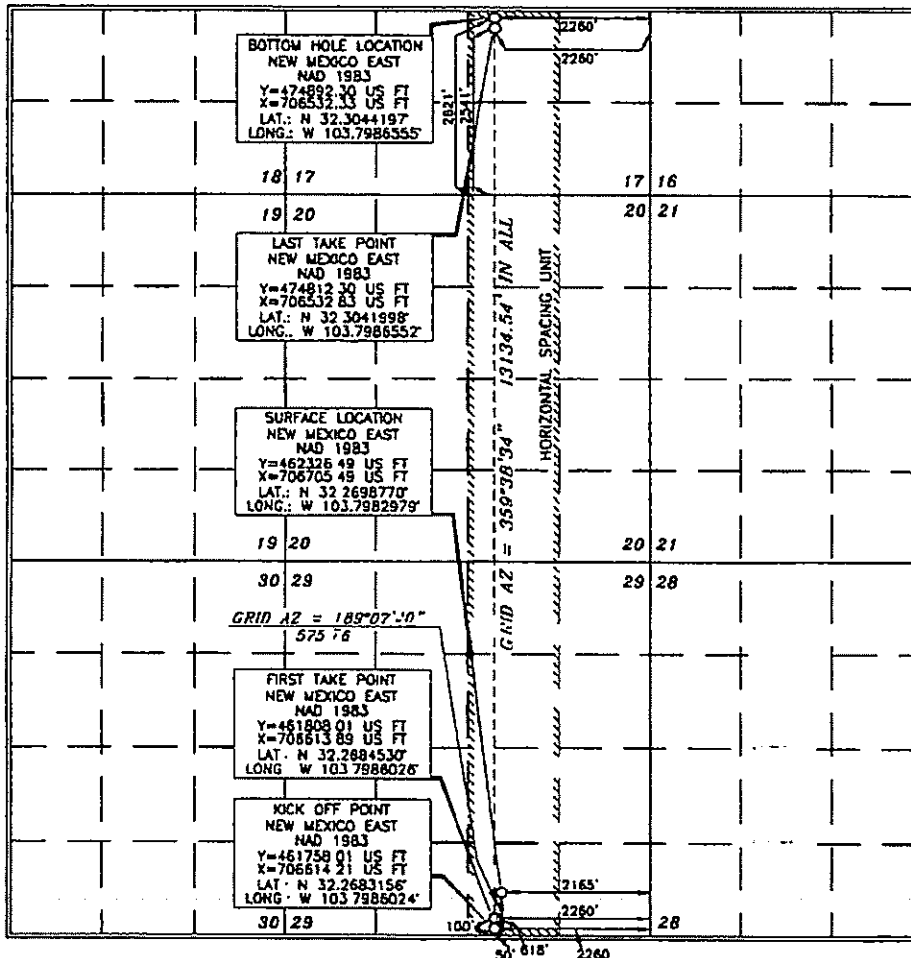 2260'
2260'
BOTTOM HOLE LOCATION
NEW MEXICO EAST
NAD 1983
Y=474892.30 US FT
X=706532.33 US FT
LAT.: N 32.3044197°
LONG.: W 103.7986555°
2621'
2541'
18 17
17 16
19 20
20 21
LAST TAKE POINT
NEW MEXICO EAST
NAD 1983
Y=474812.30 US FT
X=706532.83 US FT
LAT.: N 32.3041998°
LONG.: W 103.7986552°
GRID AZ = 359°38'34" 13134.54' IN ALL
HORIZONTAL SPACING UNIT
SURFACE LOCATION
NEW MEXICO EAST
NAD 1983
Y=462326.49 US FT
X=706705.49 US FT
LAT.: N 32.2698770°
LONG.: W 103.7982979°
19 20
20 21
30 29
29 28
GRID AZ = 189°07'
575
FIRST TAKE POINT
NEW MEXICO EAST
NAD 1983
Y=461808.01 US FT
X=706613.89 US FT
LAT. N 32.2684530°
LONG W 103.7986026°
KICK OFF POINT
NEW MEXICO EAST
NAD 1983
Y=461758.01 US FT
X=706614.21 US FT
LAT. N 32.2683156°
LONG. W 103.7986024°
2165'
2260'
30 29
100'
28
50' 618' 2260